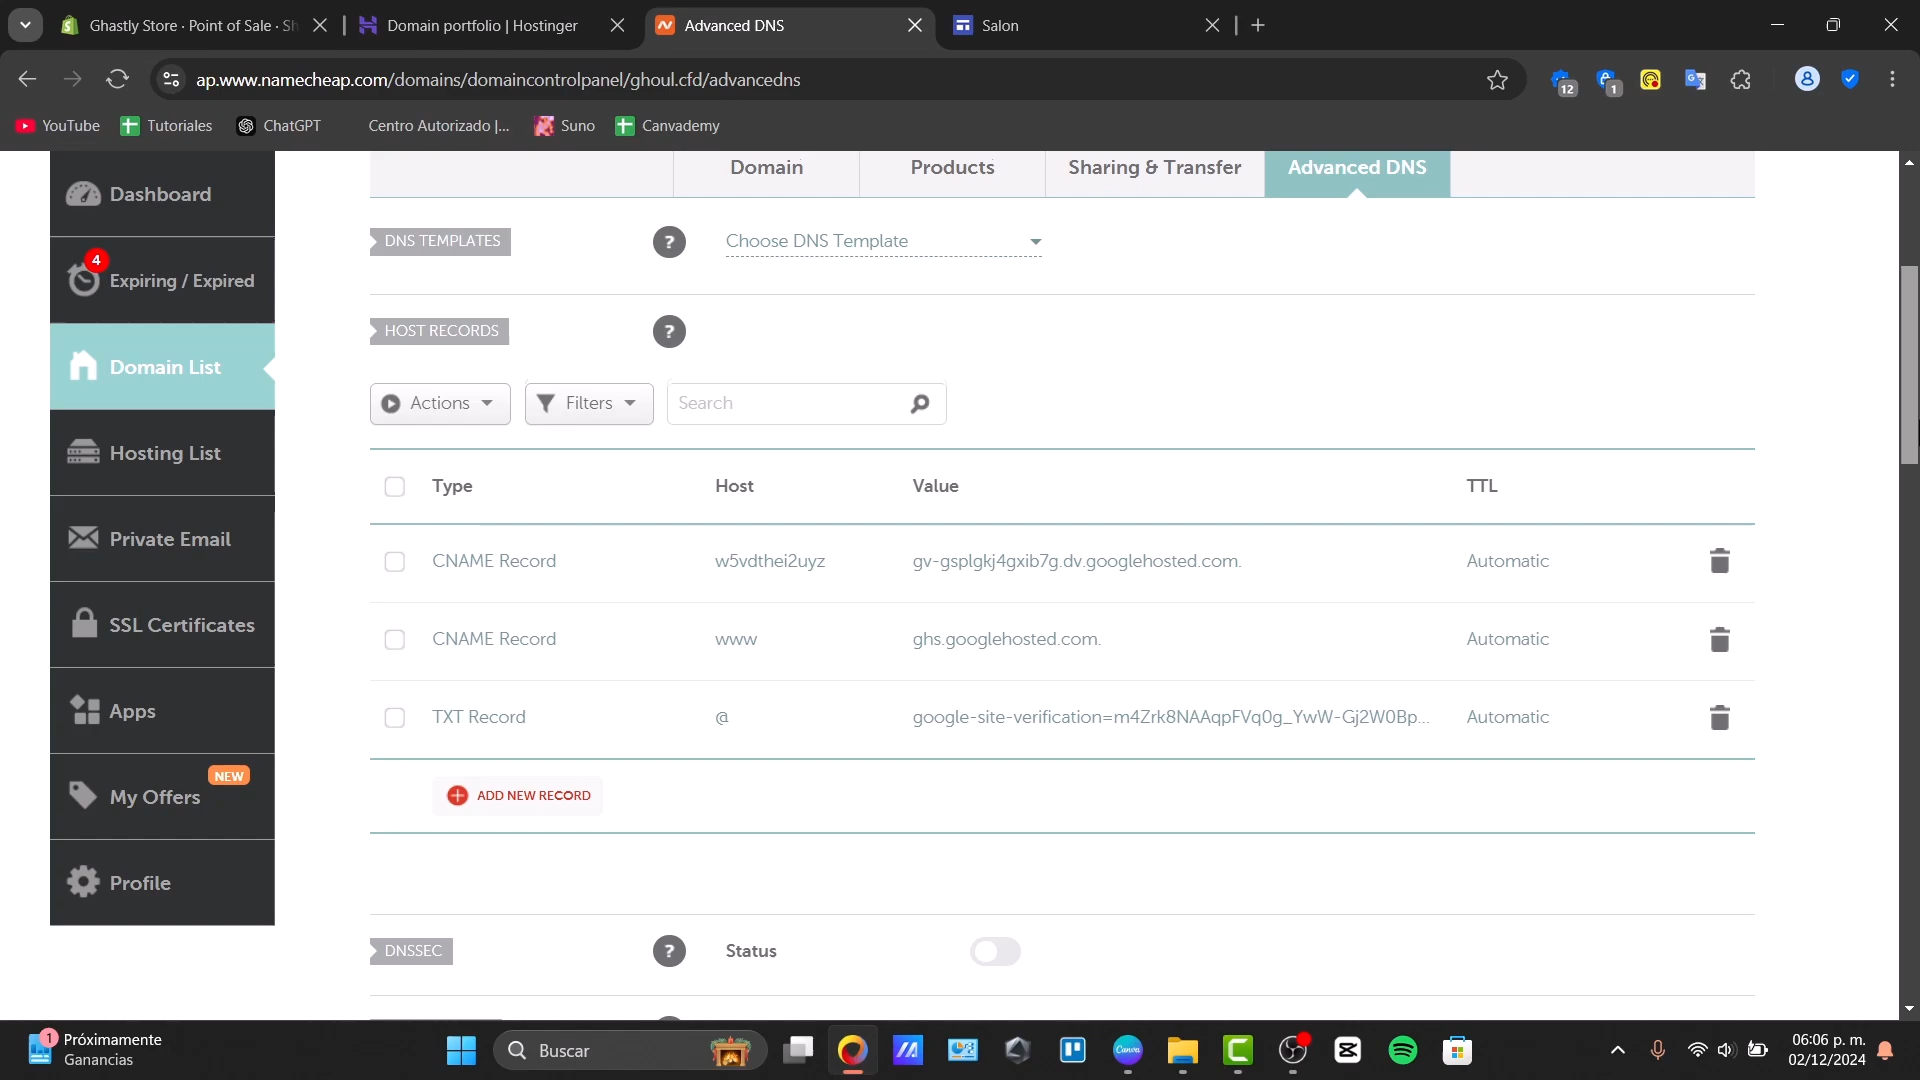 Ghastly Store · Point of Sale · Sh
Domain portfolio | Hostinger
Advanced DNS
Salon
ap.www.namecheap.com/domains/domaincontrolpanel/ghoul.cfd/advancedns
12
1
YouTube
Tutoriales
ChatGPT
Centro Autorizado |...
Suno
Canvademy
Dashboard
4
Expiring / Expired
Domain List
Hosting List
Private Email
SSL Certificates
Apps
NEW
My Offers
Profile
Domain
Products
Sharing & Transfer
Advanced DNS
DNS TEMPLATES
?
Choose DNS Template
HOST RECORDS
?
Actions
Filters
Search
Type Host Value TTL
CNAME Record w5vdthei2uyz gv-gsplgkj4gxib7g.dv.googlehosted.com. Automatic
CNAME Record www ghs.googlehosted.com. Automatic
TXT Record @ google-site-verification=m4Zrk8NAAqpFVq0g_YwW-Gj2W0Bp... Automatic
ADD NEW RECORD
DNSSEC
?
Status
1
Próximamente
Ganancias
Buscar
Canva
06:06 p. m.
02/12/2024